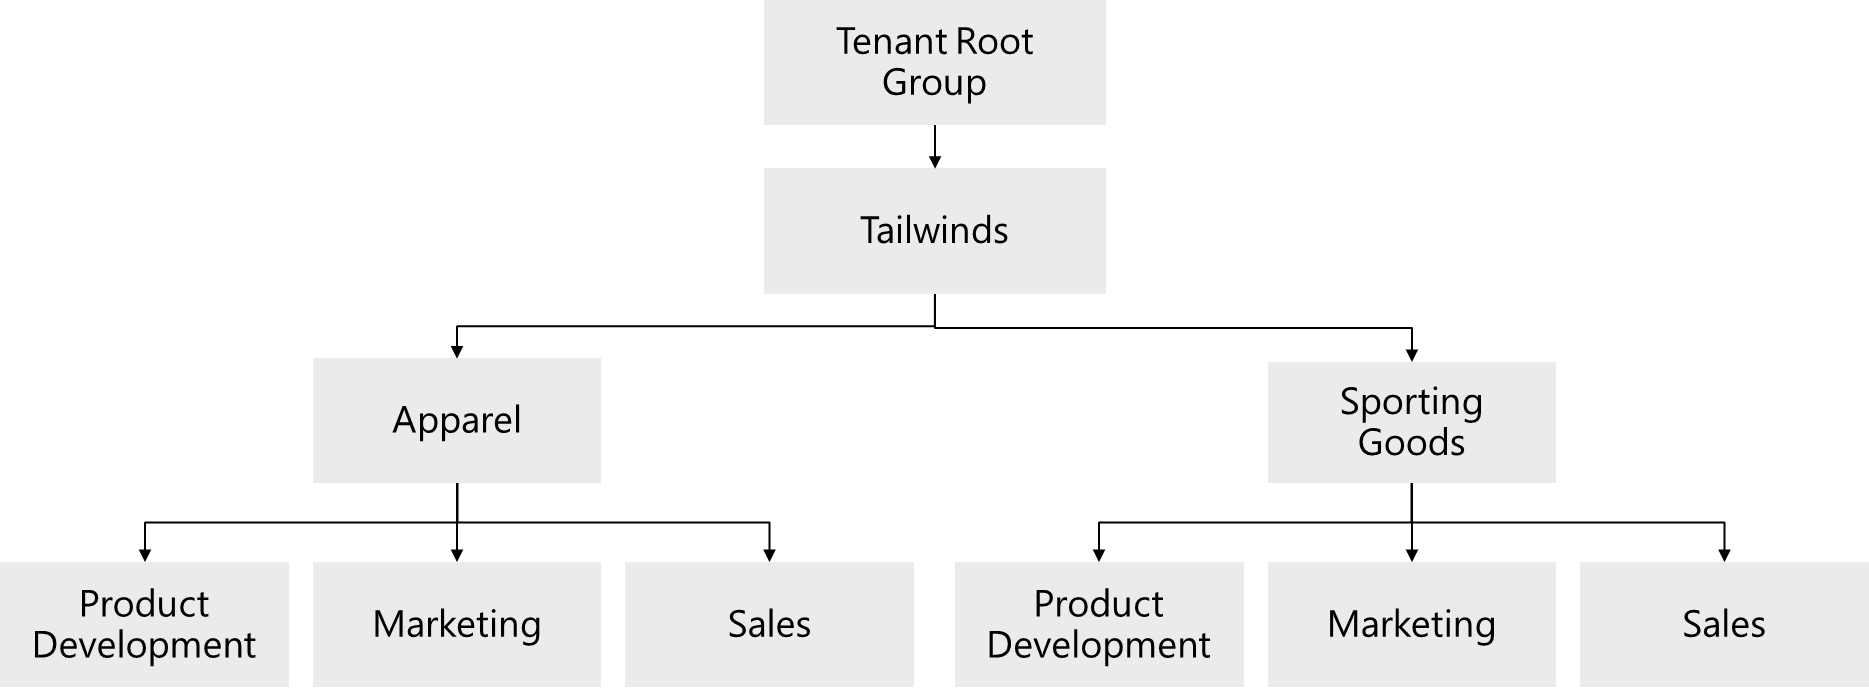 Tenant Root
Group
Tailwinds
Apparel
Sporting
Goods
Product
Development
Marketing
Sales
Product
Development
Marketing
Sales